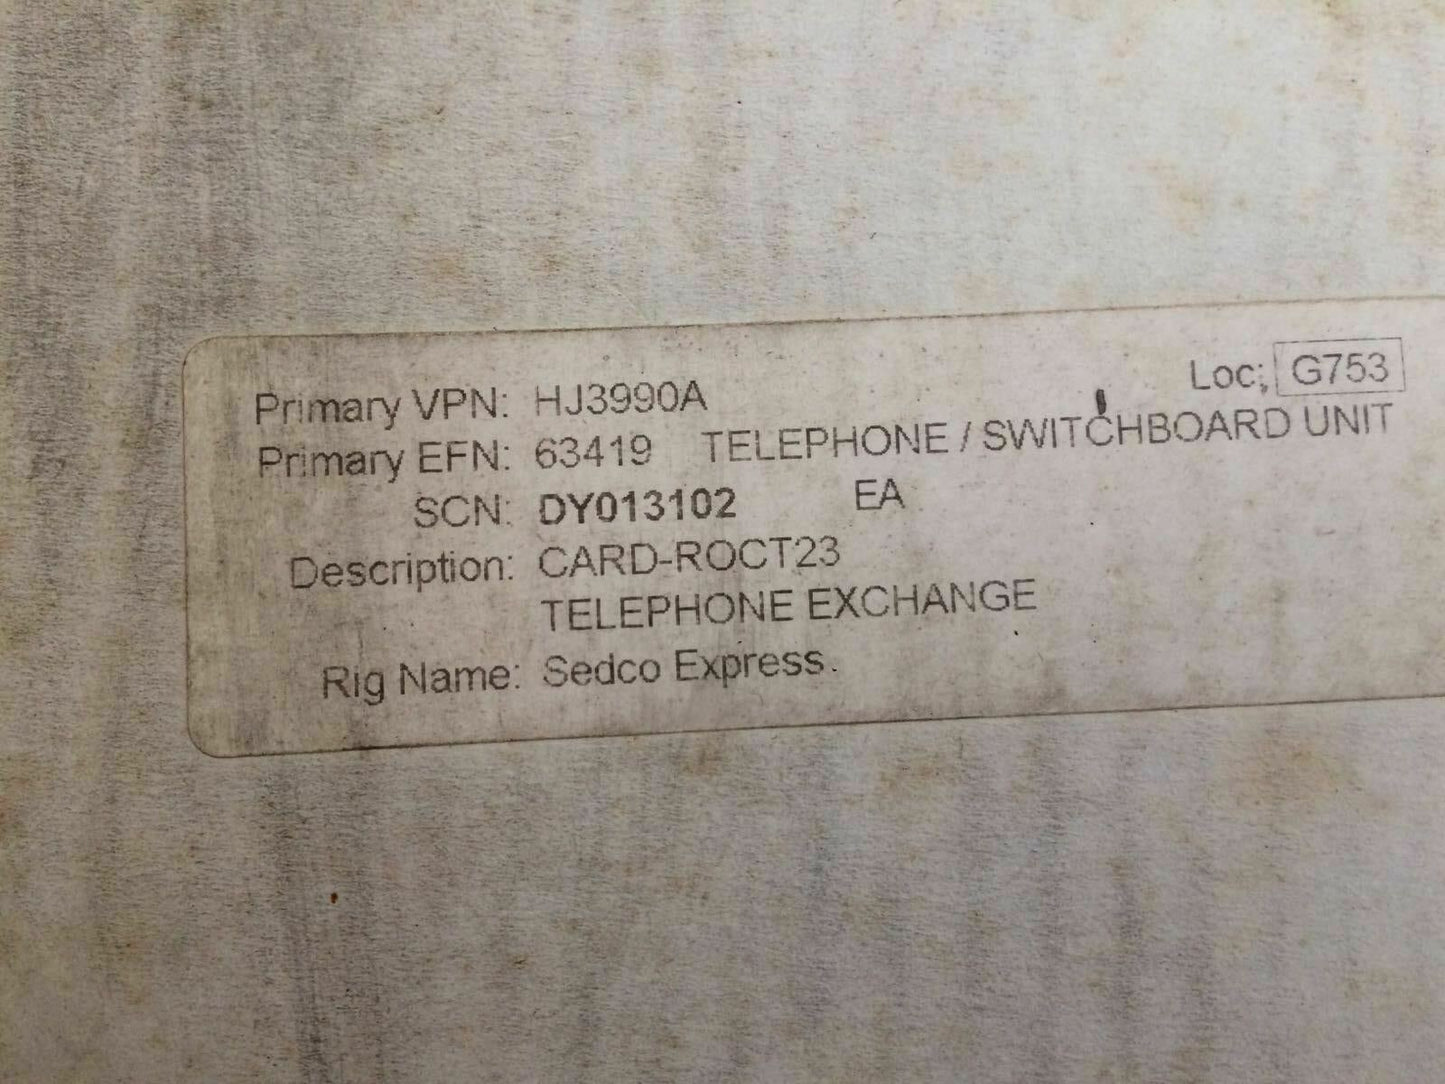 Loc; G753
Primary VPN: HJ3990A
Primary EFN: 63419 TELEPHONE / SWITCHBOARD UNIT
SCN: DY013102 EA
Description: CARD-ROCT23
TELEPHONE EXCHANGE
Rig Name: Sedco Express.